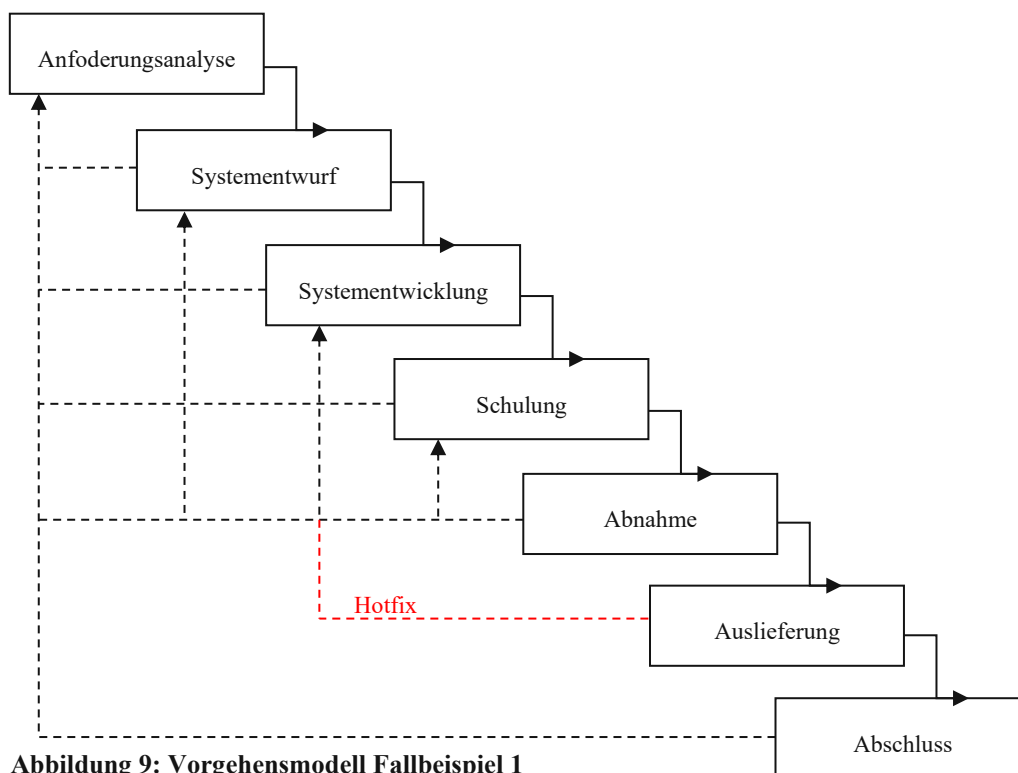 Anfoderungsanalyse
Systementwurf
Systementwicklung
Schulung
Abnahme
Hotfix
Auslieferung
Abschluss
Abbildung 9: Vorgehensmodell Fallbeispiel 1